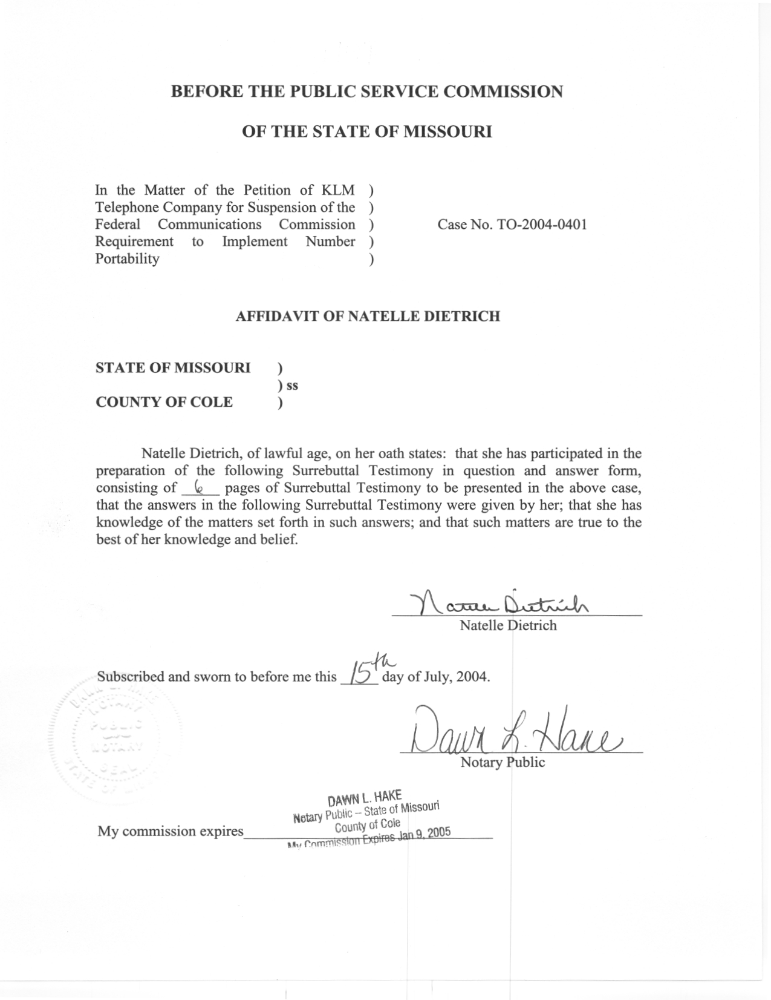 BEFORE THE PUBLIC SERVICE COMMISSION
OF THE STATE OF MISSOURI
In the Matter of the Petition of KLM )
Telephone Company for Suspension of the )
Federal Communications Commission ) Case No. TO-2004-0401
Requirement to Implement Number )
Portability )
AFFIDAVIT OF NATELLE DIETRICH
STATE OF MISSOURI )
) ss
COUNTY OF COLE )
Natelle Dietrich, of lawful age, on her oath states: that she has participated in the
preparation of the following Surrebuttal Testimony in question and answer form,
consisting of 6 pages of Surrebuttal Testimony to be presented in the above case,
that the answers in the following Surrebuttal Testimony were given by her; that she has
knowledge of the matters set forth in such answers; and that such matters are true to the
best of her knowledge and belief.
Natelle Dietrich
Natelle Dietrich
Subscribed and sworn to before me this 15th day of July, 2004.
DAWN L. HAKE
NOTARY
PUBLIC
NOTARY
SEAL
STATE OF
Dawn L. Hake
Notary Public
DAWN L. HAKE
Notary Public – State of Missouri
County of Cole
My commission expires
My Commission Expires Jan 9, 2005